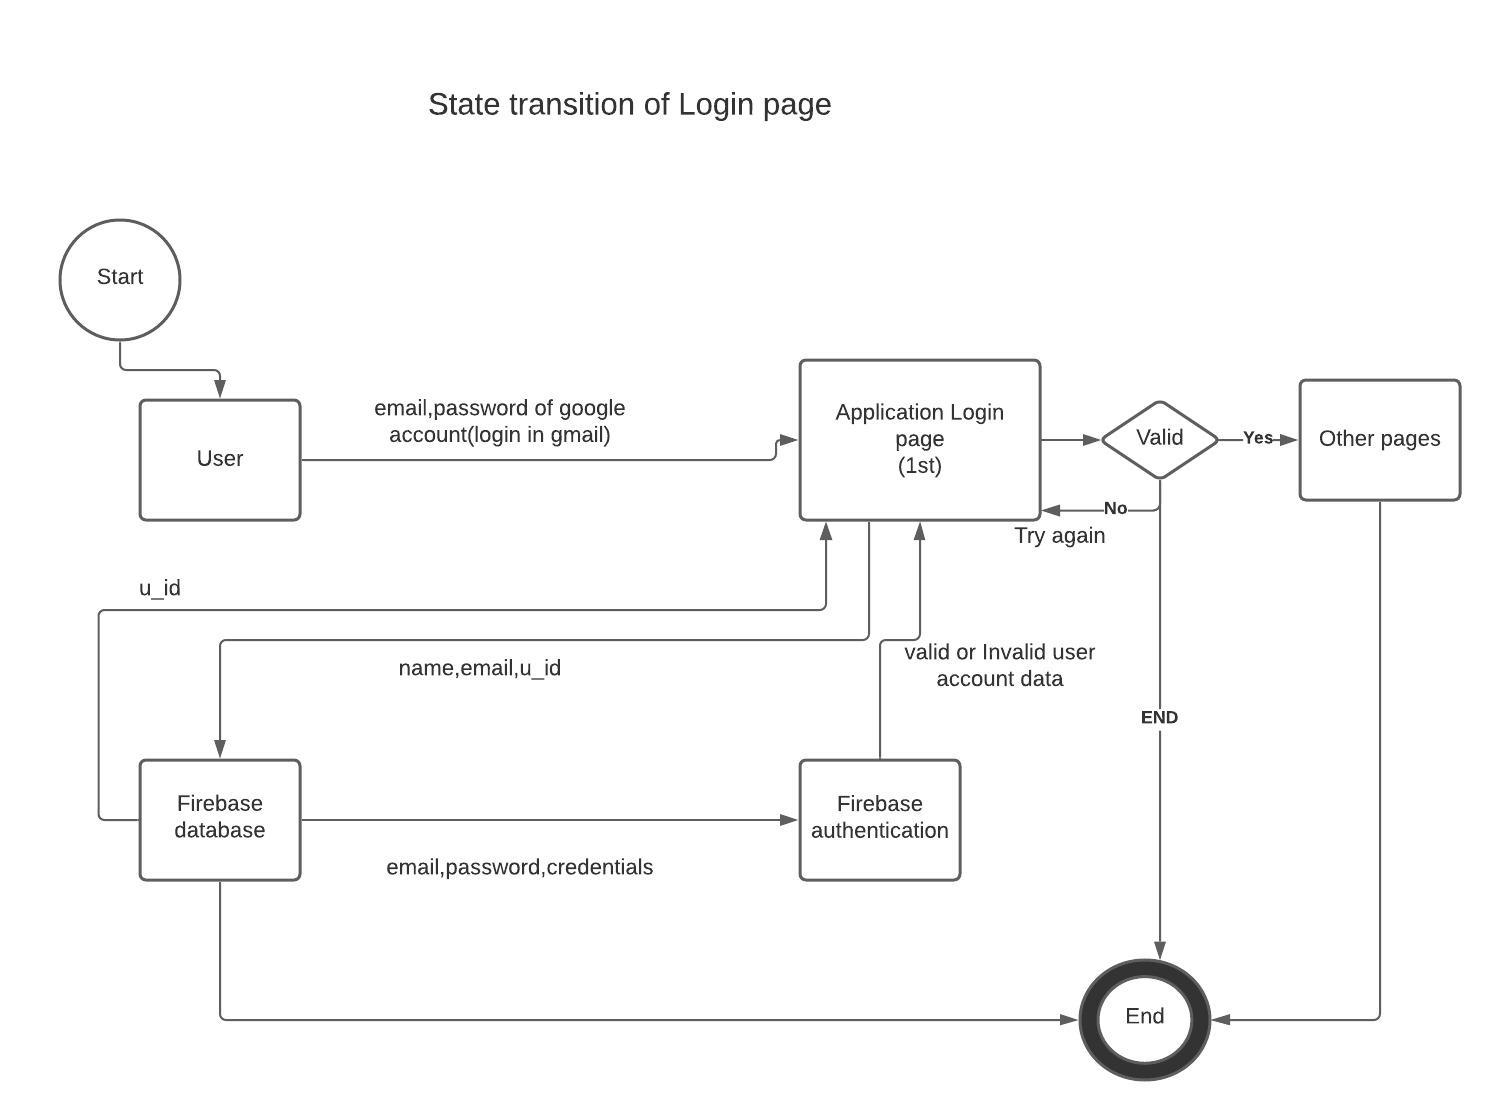 State transition of Login page
Start
User
email,password of google
account(login in gmail)
Application Login
page
(1st)
Valid
Yes
Other pages
No
Try again
u_id
name,email,u_id
valid or Invalid user
account data
END
Firebase
database
email,password,credentials
Firebase
authentication
End